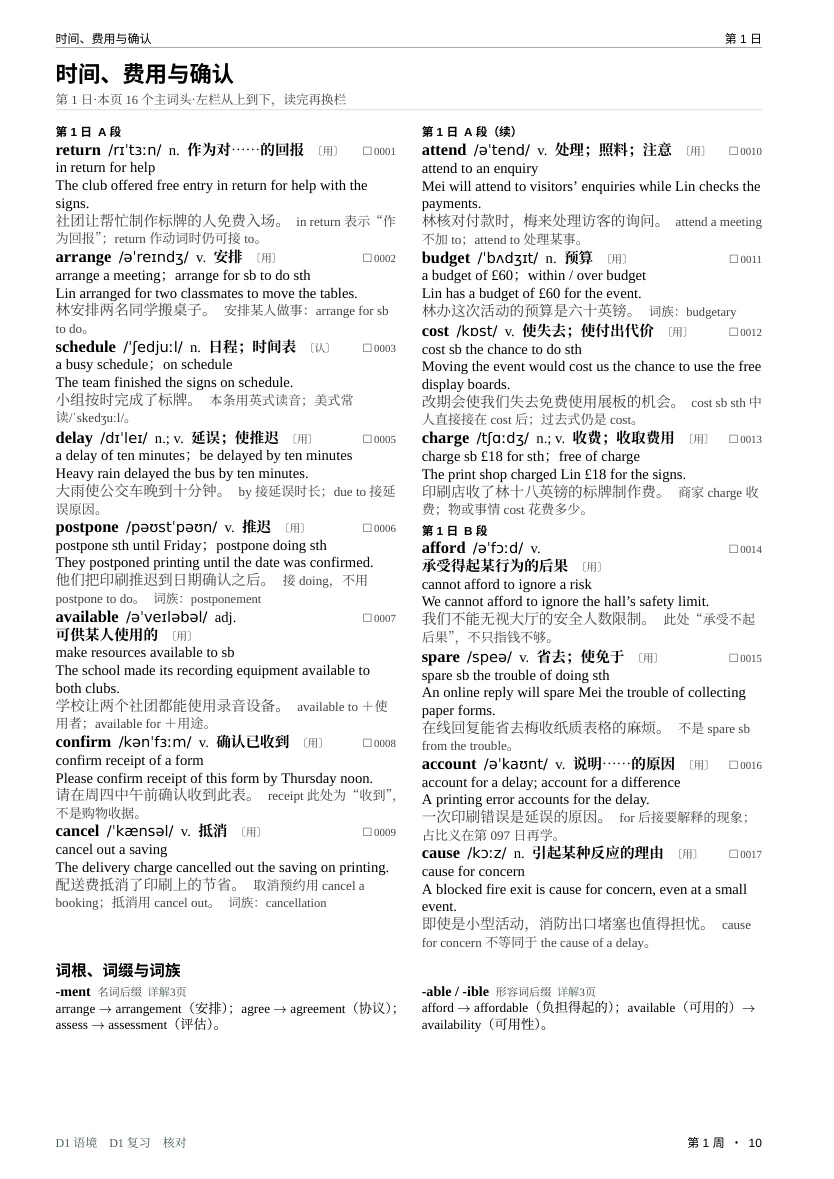 时间、费用与确认
第 1 日
时间、费用与确认
第 1 日·本页 16 个主词头·左栏从上到下，读完再换栏
第 1 日 A 段
return /rɪˈtɜːn/ n. 作为对……的回报 〔用〕 □0001
in return for help
The club offered free entry in return for help with the
signs.
社团让帮忙制作标牌的人免费入场。 in return 表示“作
为回报”；return 作动词时仍可接 to。
arrange /əˈreɪndʒ/ v. 安排 〔用〕 □0002
arrange a meeting；arrange for sb to do sth
Lin arranged for two classmates to move the tables.
林安排两名同学搬桌子。 安排某人做事：arrange for sb
to do。
schedule /ˈʃedjuːl/ n. 日程；时间表 〔认〕 □0003
a busy schedule；on schedule
The team finished the signs on schedule.
小组按时完成了标牌。 本条用英式读音；美式常
读/ˈskedʒuːl/。
delay /dɪˈleɪ/ n.; v. 延误；使推迟 〔用〕 □0005
a delay of ten minutes；be delayed by ten minutes
Heavy rain delayed the bus by ten minutes.
大雨使公交车晚到十分钟。 by 接延误时长；due to 接延
误原因。
postpone /pəʊstˈpəʊn/ v. 推迟 〔用〕 □0006
postpone sth until Friday；postpone doing sth
They postponed printing until the date was confirmed.
他们把印刷推迟到日期确认之后。 接 doing，不用
postpone to do。 词族：postponement
available /əˈveɪləbəl/ adj. □0007
可供某人使用的 〔用〕
make resources available to sb
The school made its recording equipment available to
both clubs.
学校让两个社团都能使用录音设备。 available to ＋使
用者；available for ＋用途。
confirm /kənˈfɜːm/ v. 确认已收到 〔用〕 □0008
confirm receipt of a form
Please confirm receipt of this form by Thursday noon.
请在周四中午前确认收到此表。 receipt 此处为“收到”，
不是购物收据。
cancel /ˈkænsəl/ v. 抵消 〔用〕 □0009
cancel out a saving
The delivery charge cancelled out the saving on printing.
配送费抵消了印刷上的节省。 取消预约用 cancel a
booking；抵消用 cancel out。 词族：cancellation
第 1 日 A 段（续）
attend /əˈtend/ v. 处理；照料；注意 〔用〕 □0010
attend to an enquiry
Mei will attend to visitors’ enquiries while Lin checks the
payments.
林核对付款时，梅来处理访客的询问。 attend a meeting
不加 to；attend to 处理某事。
budget /ˈbʌdʒɪt/ n. 预算 〔用〕 □0011
a budget of £60；within / over budget
Lin has a budget of £60 for the event.
林办这次活动的预算是六十英镑。 词族：budgetary
cost /kɒst/ v. 使失去；使付出代价 〔用〕 □0012
cost sb the chance to do sth
Moving the event would cost us the chance to use the free
display boards.
改期会使我们失去免费使用展板的机会。 cost sb sth 中
人直接接在 cost 后；过去式仍是 cost。
charge /tʃɑːdʒ/ n.; v. 收费；收取费用 〔用〕 □0013
charge sb £18 for sth；free of charge
The print shop charged Lin £18 for the signs.
印刷店收了林十八英镑的标牌制作费。 商家 charge 收
费；物或事情 cost 花费多少。
第 1 日 B 段
afford /əˈfɔːd/ v. □0014
承受得起某行为的后果 〔用〕
cannot afford to ignore a risk
We cannot afford to ignore the hall’s safety limit.
我们不能无视大厅的安全人数限制。 此处“承受不起
后果”，不只指钱不够。
spare /speə/ v. 省去；使免于 〔用〕 □0015
spare sb the trouble of doing sth
An online reply will spare Mei the trouble of collecting
paper forms.
在线回复能省去梅收纸质表格的麻烦。 不是 spare sb
from the trouble。
account /əˈkaʊnt/ v. 说明……的原因 〔用〕 □0016
account for a delay; account for a difference
A printing error accounts for the delay.
一次印刷错误是延误的原因。 for 后接要解释的现象；
占比义在第 097 日再学。
cause /kɔːz/ n. 引起某种反应的理由 〔用〕 □0017
cause for concern
A blocked fire exit is cause for concern, even at a small
event.
即使是小型活动，消防出口堵塞也值得担忧。 cause
for concern 不等同于 the cause of a delay。
词根、词缀与词族
-ment 名词后缀 详解3页
arrange → arrangement（安排）；agree → agreement（协议）；
assess → assessment（评估）。
-able / -ible 形容词后缀 详解3页
afford → affordable（负担得起的）；available（可用的）→
availability（可用性）。
D1 语境 D1 复习 核对
第 1 周 · 10